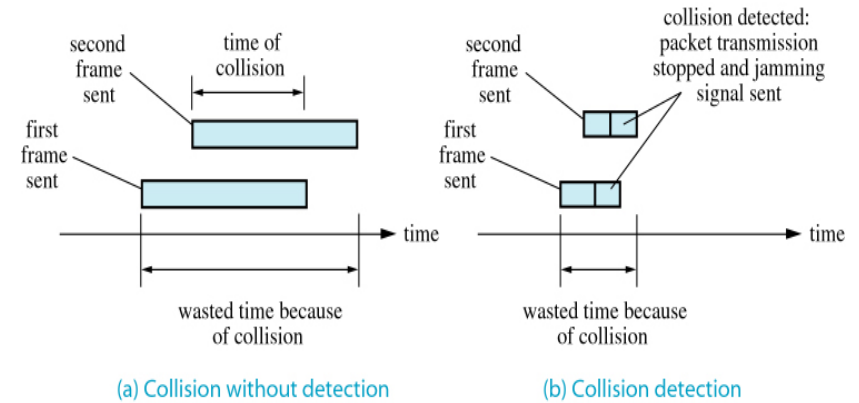 second
frame
sent
time of
collision
first
frame
sent
time
wasted time because
of collision
(a) Collision without detection
second
frame
sent
collision detected:
packet transmission
stopped and jamming
signal sent
first
frame
sent
time
wasted time because
of collision
(b) Collision detection